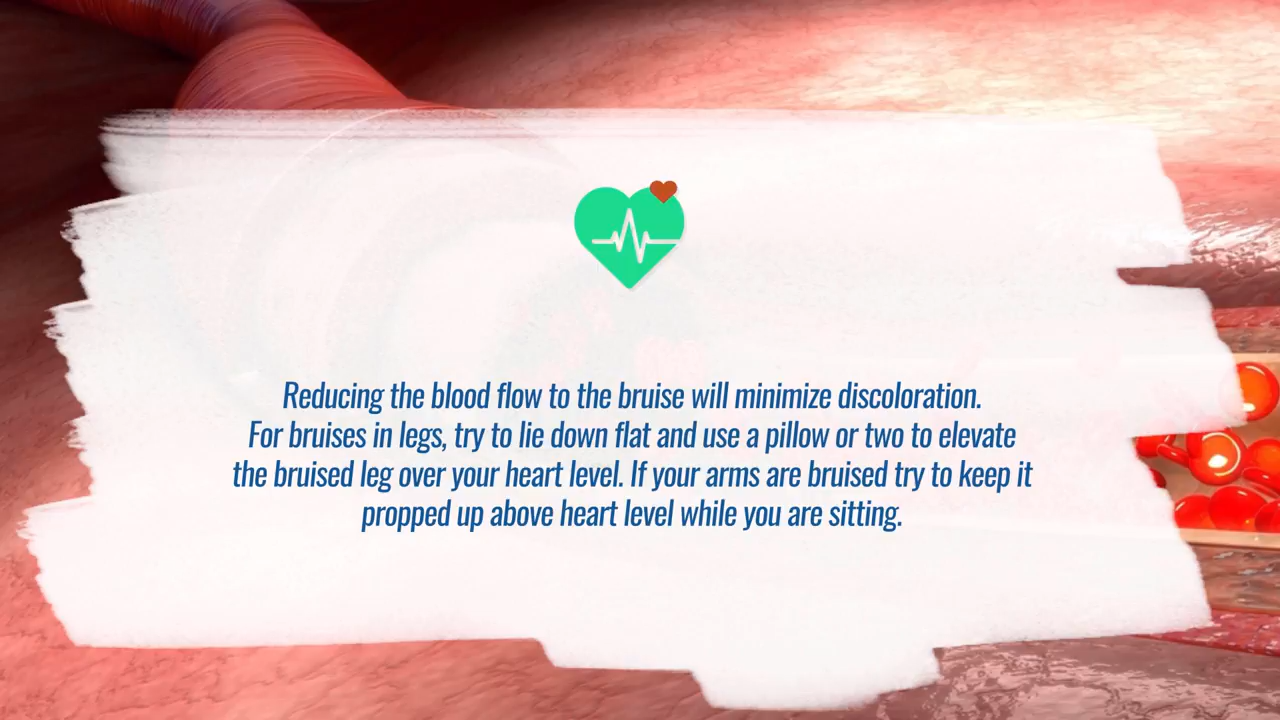 Reducing the blood flow to the bruise will minimize discoloration.
For bruises in legs, try to lie down flat and use a pillow or two to elevate
the bruised leg over your heart level. If your arms are bruised try to keep it
propped up above heart level while you are sitting.